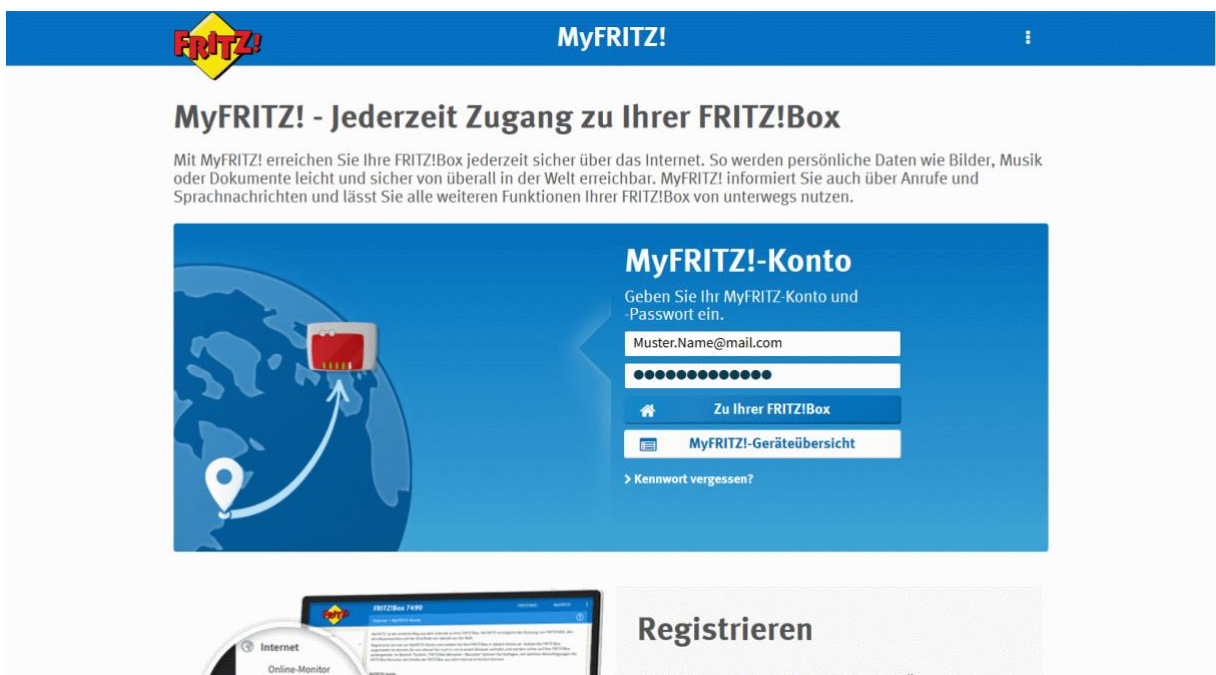 FRITZ!
MyFRITZ!
MyFRITZ! - Jederzeit Zugang zu Ihrer FRITZ!Box
Mit MyFRITZ! erreichen Sie Ihre FRITZ!Box jederzeit sicher über das Internet. So werden persönliche Daten wie Bilder, Musik
oder Dokumente leicht und sicher von überall in der Welt erreichbar. MyFRITZ! informiert Sie auch über Anrufe und
Sprachnachrichten und lässt Sie alle weiteren Funktionen Ihrer FRITZ!Box von unterwegs nutzen.
MyFRITZ!-Konto
Geben Sie Ihr MyFRITZ-Konto und
-Passwort ein.
Muster.Name@mail.com
Zu Ihrer FRITZ!Box
MyFRITZ!-Geräteübersicht
Kennwort vergessen?
FRITZ!
FRITZ!Box 7490
Internet
Online-Monitor
Registrieren